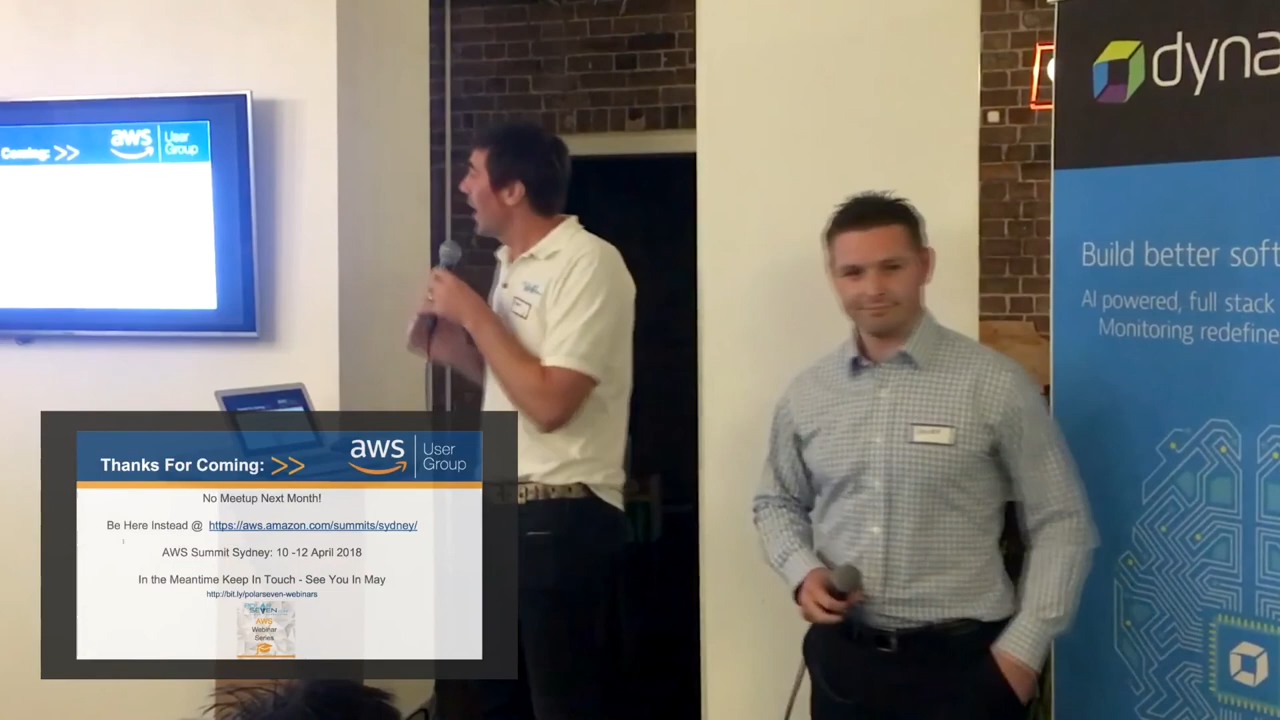 Coming: >>
aws
User
Group
dyna
Build better soft
AI powered, full stack
Monitoring redefine
Thanks For Coming: >>
aws
User
Group
No Meetup Next Month!
Be Here Instead @ https://aws.amazon.com/summits/sydney/
AWS Summit Sydney: 10 -12 April 2018
In the Meantime Keep In Touch - See You In May
http://bit.ly/polarseven-webinars
POLAR
SEVEN
AWS
Webinar
Series